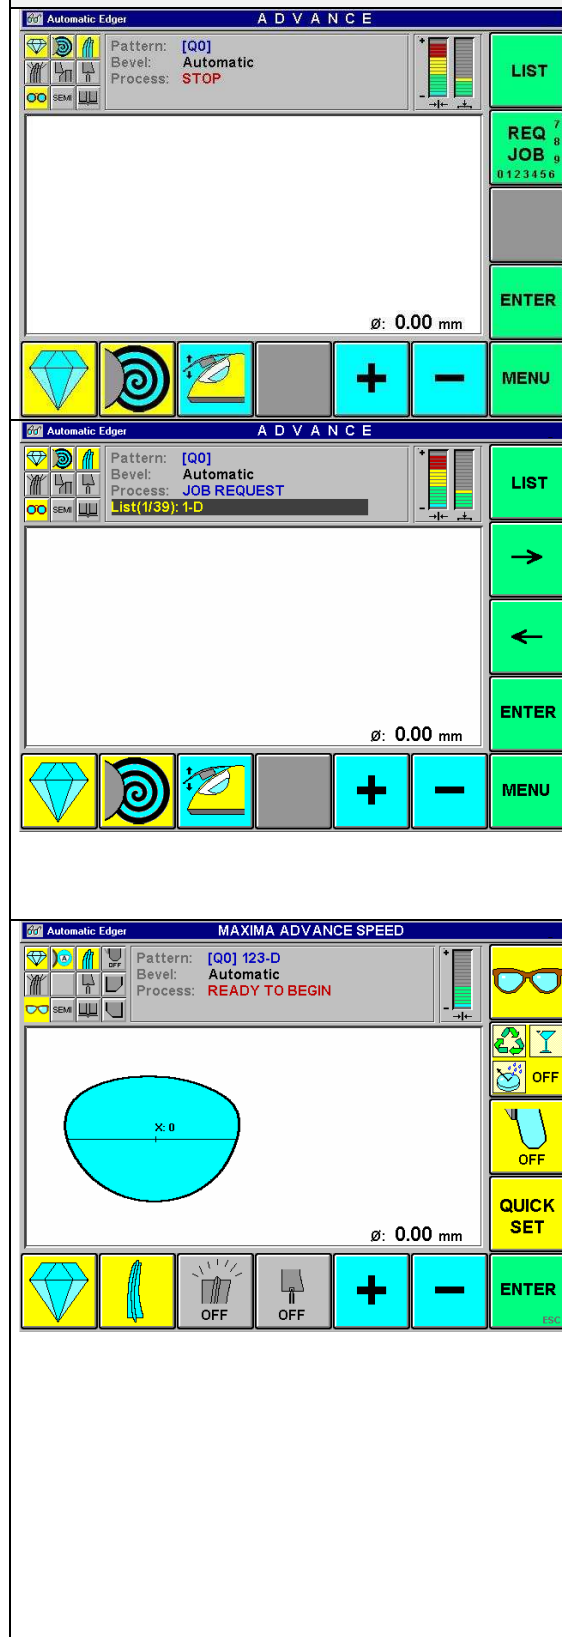 Automatic Edger
A D V A N C E
Pattern: [Q0]
Bevel: Automatic
Process: STOP
SEMI
+
-
LIST
REQ 7
JOB 8
9
0 1 2 3 4 5 6
ø: 0.00 mm
ENTER
+
−
MENU
Automatic Edger
A D V A N C E
Pattern: [Q0]
Bevel: Automatic
Process: JOB REQUEST
List(1/39): 1-D
SEMI
+
-
LIST
→
←
ø: 0.00 mm
ENTER
+
−
MENU
Automatic Edger
MAXIMA ADVANCE SPEED
Pattern: [Q0] 123-D
Bevel: Automatic
Process: READY TO BEGIN
A
OFF
SEMI
+
-
OFF
X: 0
OFF
QUICK
SET
ø: 0.00 mm
OFF
OFF
+
−
ENTER
ESC